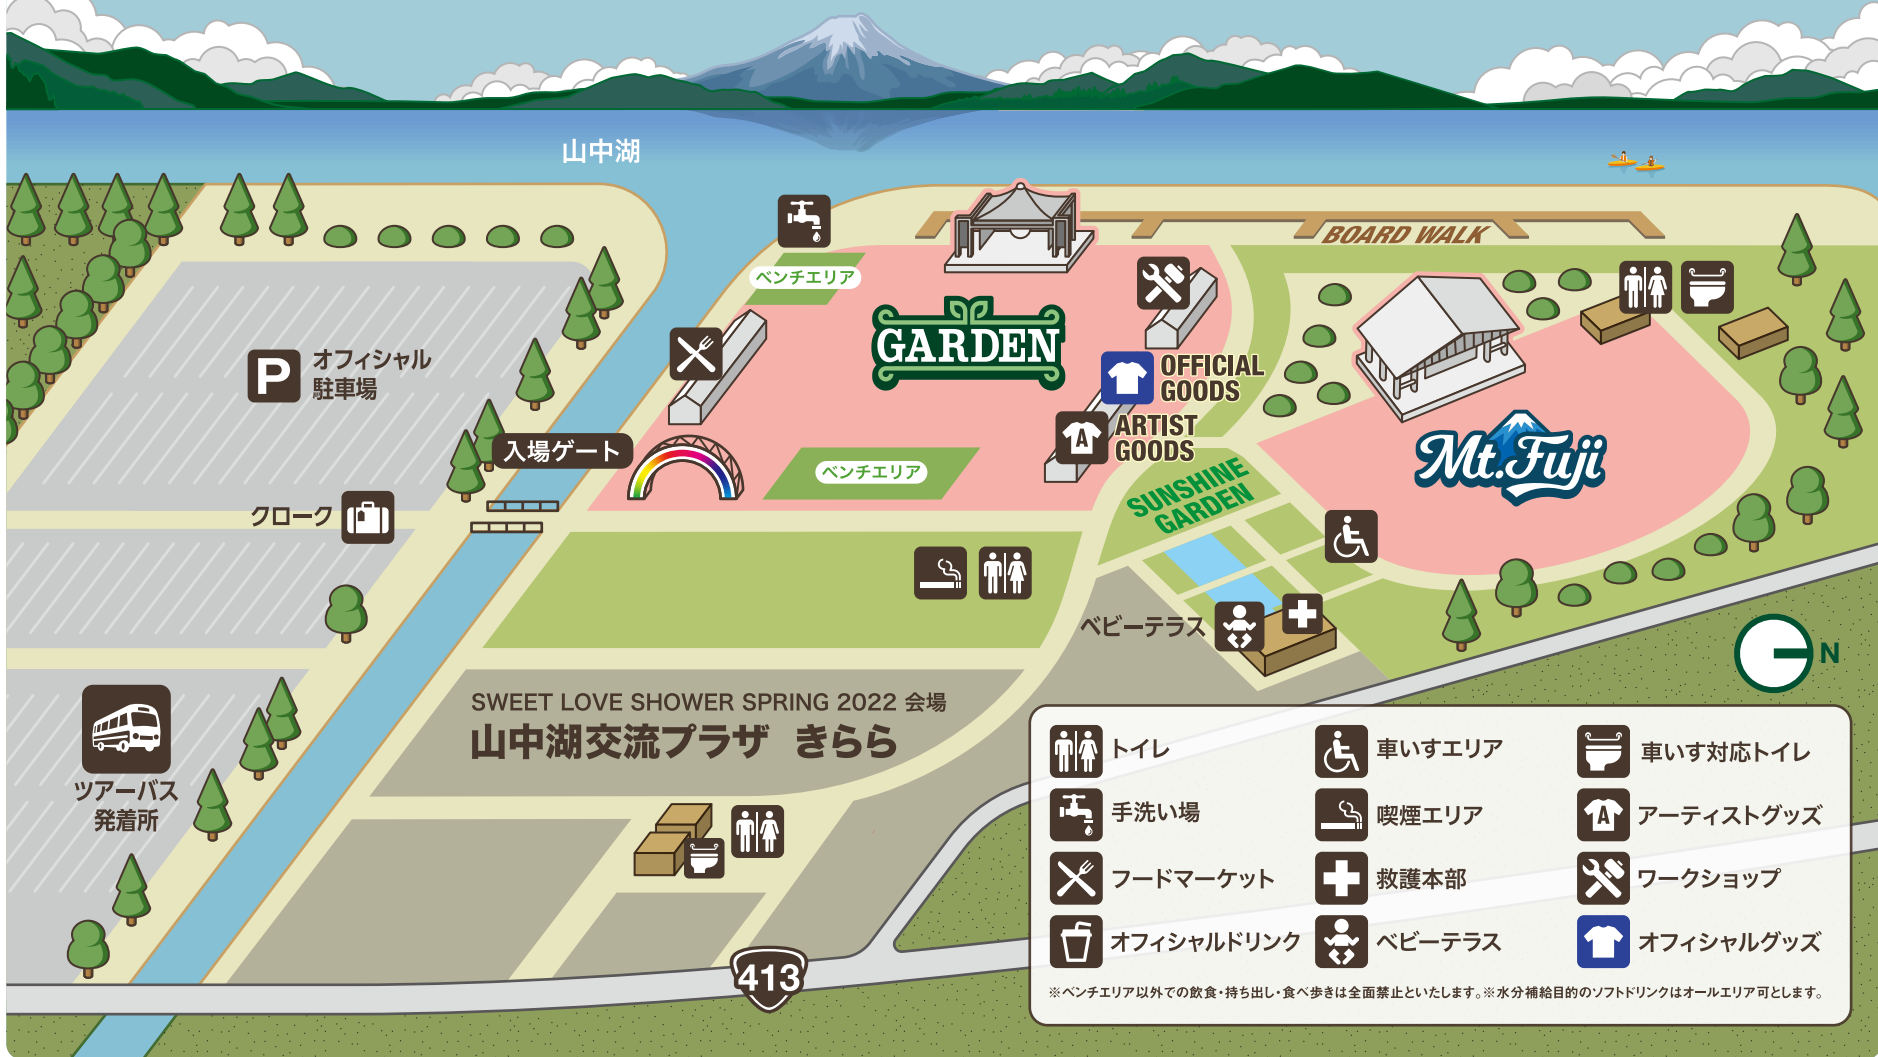 山中湖
BOARD WALK
ベンチエリア
GARDEN
P
オフィシャル
駐車場
OFFICIAL
GOODS
A
ARTIST
GOODS
入場ゲート
ベンチエリア
Mt.Fuji
SUNSHINE
GARDEN
クローク
ベビーテラス
N
SWEET LOVE SHOWER SPRING 2022 会場
山中湖交流プラザ きらら
ツアーバス
発着所
413
トイレ
車いすエリア
車いす対応トイレ
手洗い場
喫煙エリア
A
アーティストグッズ
フードマーケット
救護本部
ワークショップ
オフィシャルドリンク
ベビーテラス
オフィシャルグッズ
※ベンチエリア以外での飲食・持ち出し・食べ歩きは全面禁止といたします。※水分補給目的のソフトドリンクはオールエリア可とします。